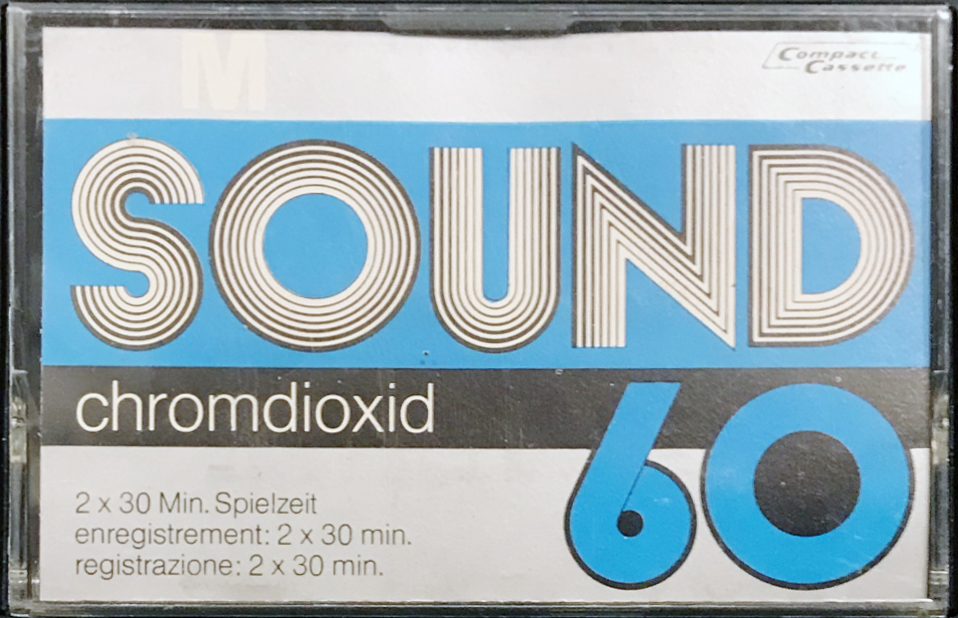 M
Compact
Cassette
SOUND
chromdioxid
60
2 x 30 Min. Spielzeit
enregistrement: 2 x 30 min.
registrazione: 2 x 30 min.